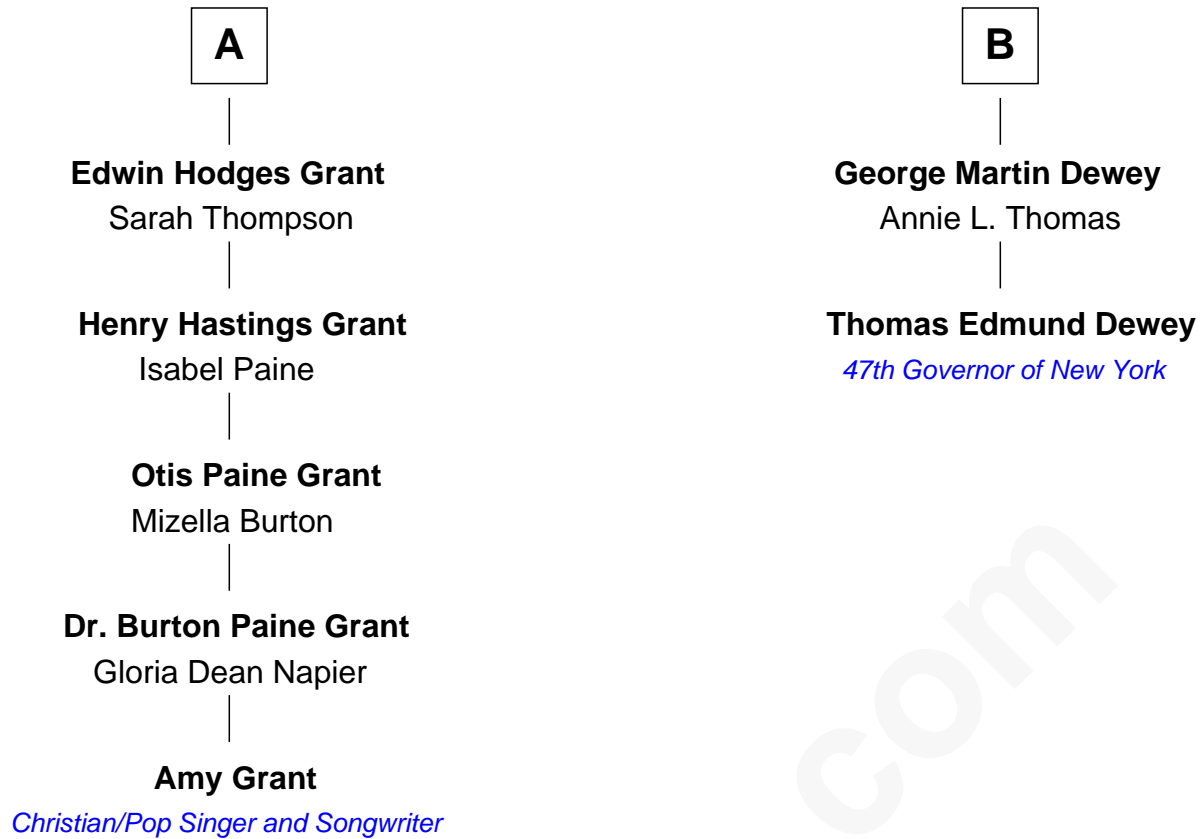 A
Edwin Hodges Grant
Sarah Thompson
Henry Hastings Grant
Isabel Paine
Otis Paine Grant
Mizella Burton
Dr. Burton Paine Grant
Gloria Dean Napier
Amy Grant
Christian/Pop Singer and Songwriter
B
George Martin Dewey
Annie L. Thomas
Thomas Edmund Dewey
47th Governor of New York
com